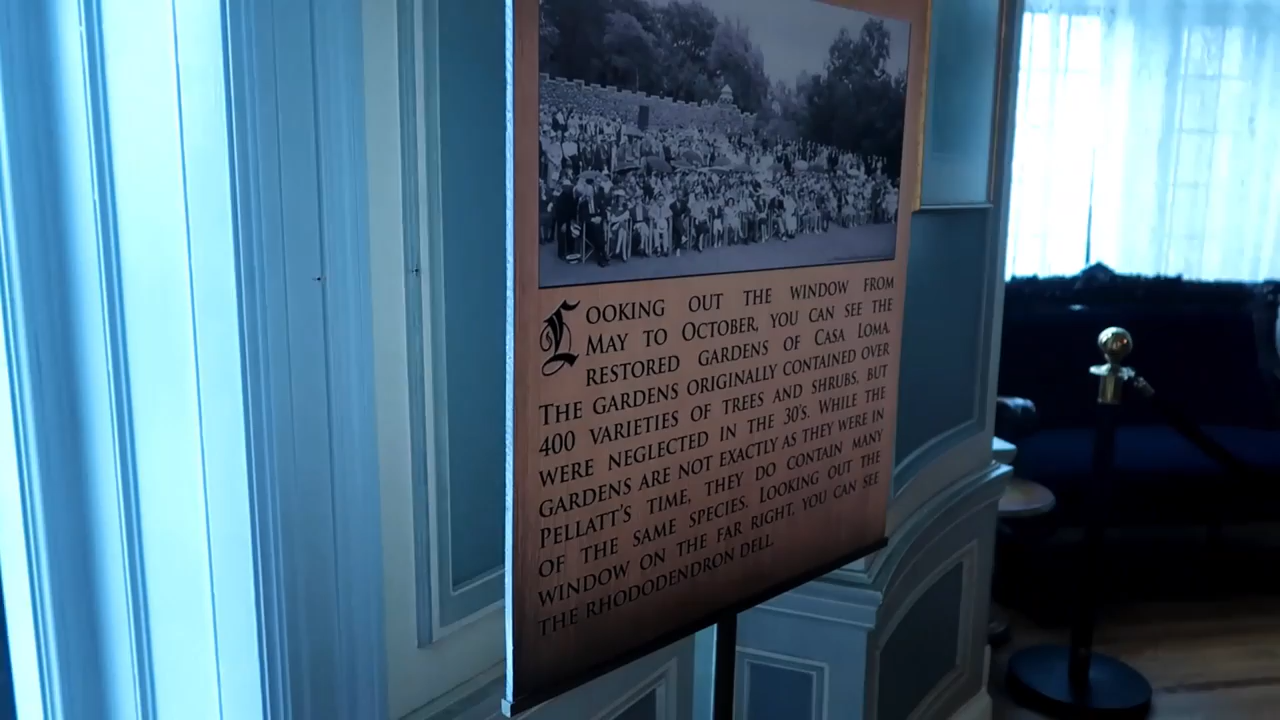 LOOKING OUT THE WINDOW FROM
MAY TO OCTOBER, YOU CAN SEE THE
RESTORED GARDENS OF CASA LOMA.
THE GARDENS ORIGINALLY CONTAINED OVER
400 VARIETIES OF TREES AND SHRUBS, BUT
WERE NEGLECTED IN THE 30'S. WHILE THE
GARDENS ARE NOT EXACTLY AS THEY WERE IN
PELLATT'S TIME, THEY DO CONTAIN MANY
OF THE SAME SPECIES. LOOKING OUT THE
WINDOW ON THE FAR RIGHT, YOU CAN SEE
THE RHODODENDRON DELL.